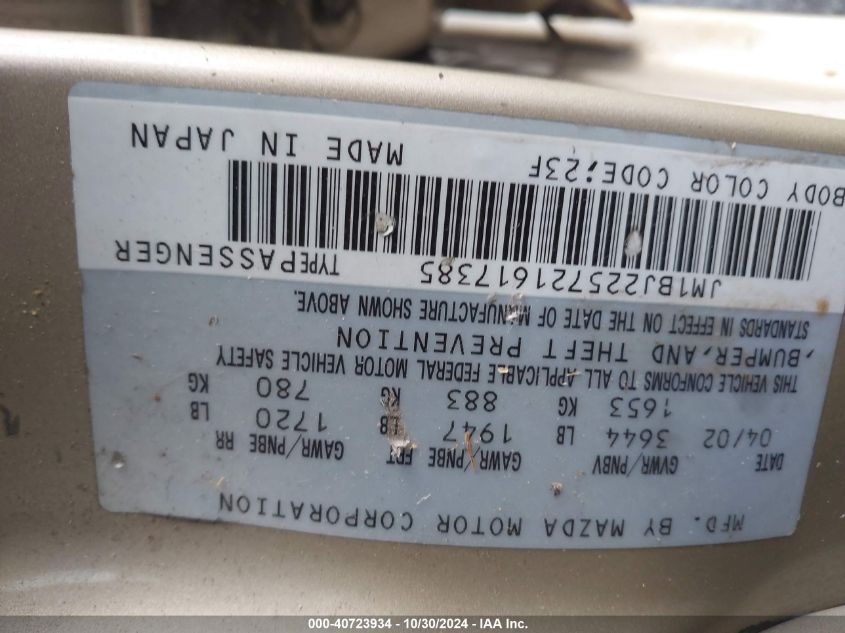 MFD. BY MAZDA MOTOR CORPORATION
DATE GVWR/PNBV GAWR/PNBE FRT GAWR/PNBE RR
04/02 3644 LB 1947 LB 1720 LB
1653 KG 883 KG 780 KG
THIS VEHICLE CONFORMS TO ALL APPLICABLE FEDERAL MOTOR VEHICLE SAFETY
,BUMPER,AND THEFT PREVENTION
STANDARDS IN EFFECT ON THE DATE OF MANUFACTURE SHOWN ABOVE.
JM1BJ225721617385 TYPE PASSENGER
BODY COLOR CODE:23F MADE IN JAPAN
000-40723934 - 10/30/2024 - IAA Inc.